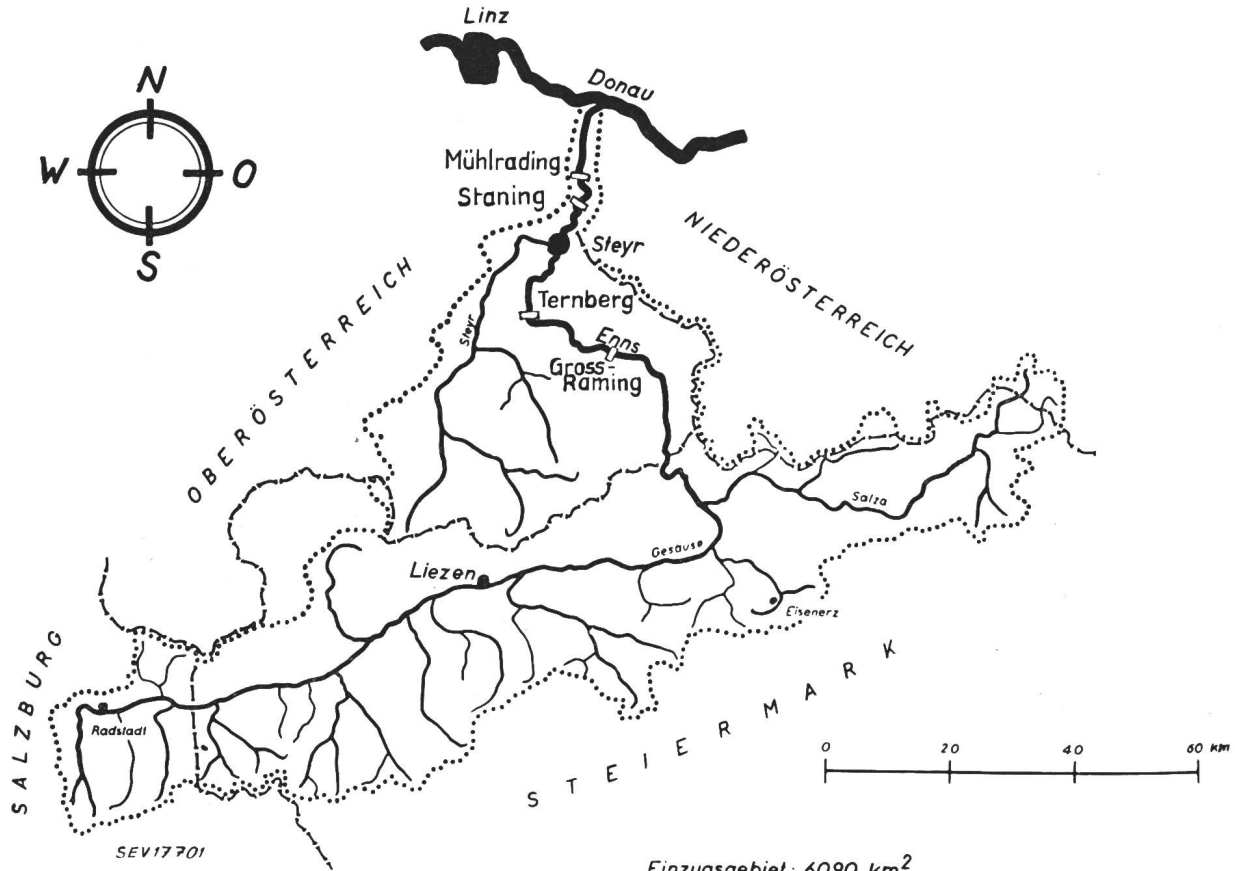 Linz
Donau
N
W
O
S
Mühlrading
Staning
Steyr
NIEDERÖSTERREICH
OBERÖSTERREICH
Ternberg
Steyr
Enns
Gross-
Raming
Salza
Gesäuse
Liezen
Eisenerz
SALZBURG
Radstadl
STEIERMARK
0 20 40 60 km
SEV17701
Einzugsgebiet: 6090 km²